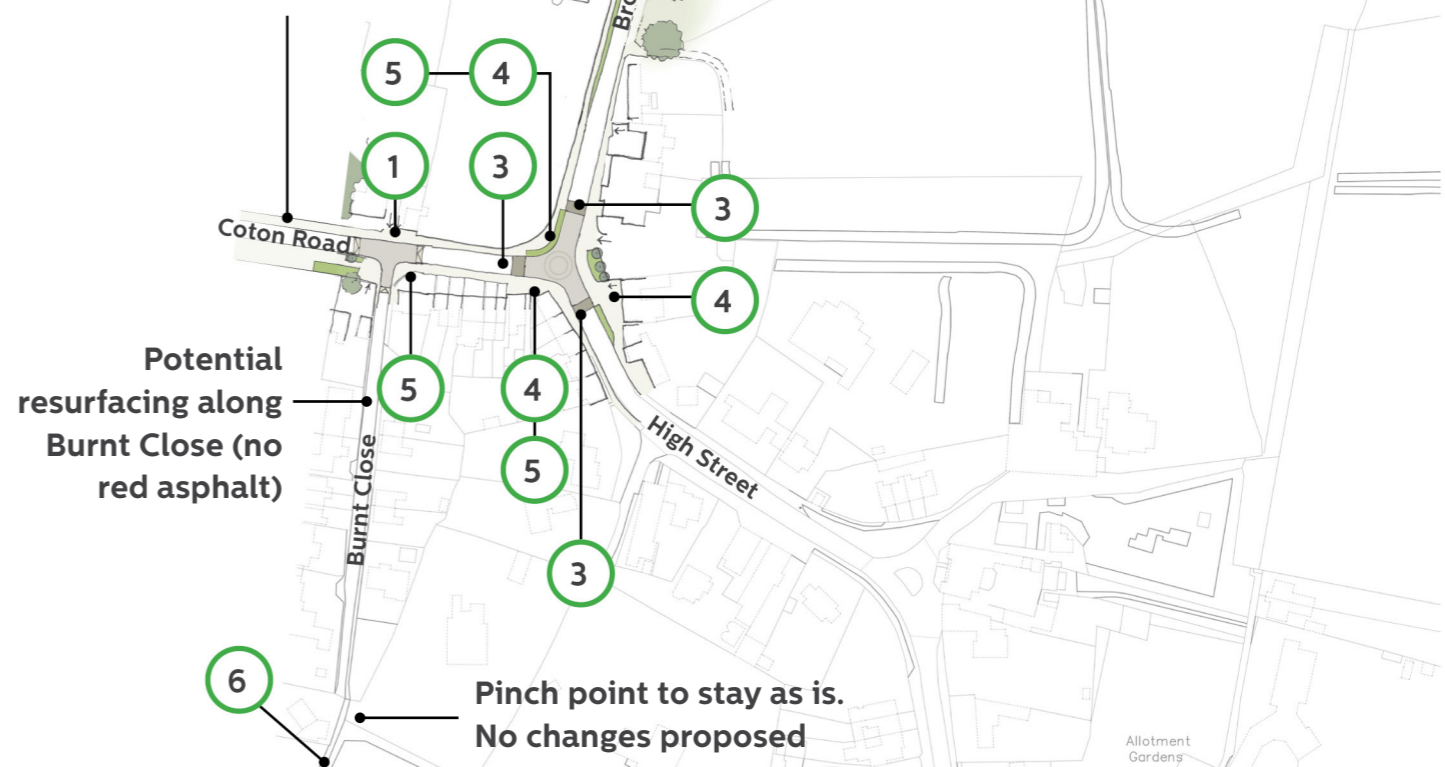 Bro
5
4
1
3
3
Coton Road
4
Potential
resurfacing along
Burnt Close (no
red asphalt)
5
4
5
High Street
Burnt Close
3
6
Pinch point to stay as is.
No changes proposed
Allotment
Gardens